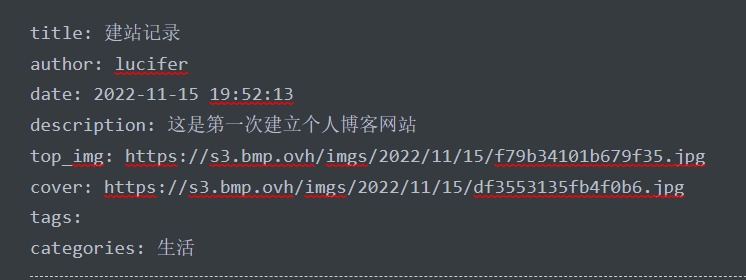 title: 建站记录
author: lucifer
date: 2022-11-15 19:52:13
description: 这是第一次建立个人博客网站
top_img: https://s3.bmp.ovh/imgs/2022/11/15/f79b34101b679f35.jpg
cover: https://s3.bmp.ovh/imgs/2022/11/15/df3553135fb4f0b6.jpg
tags:
categories: 生活